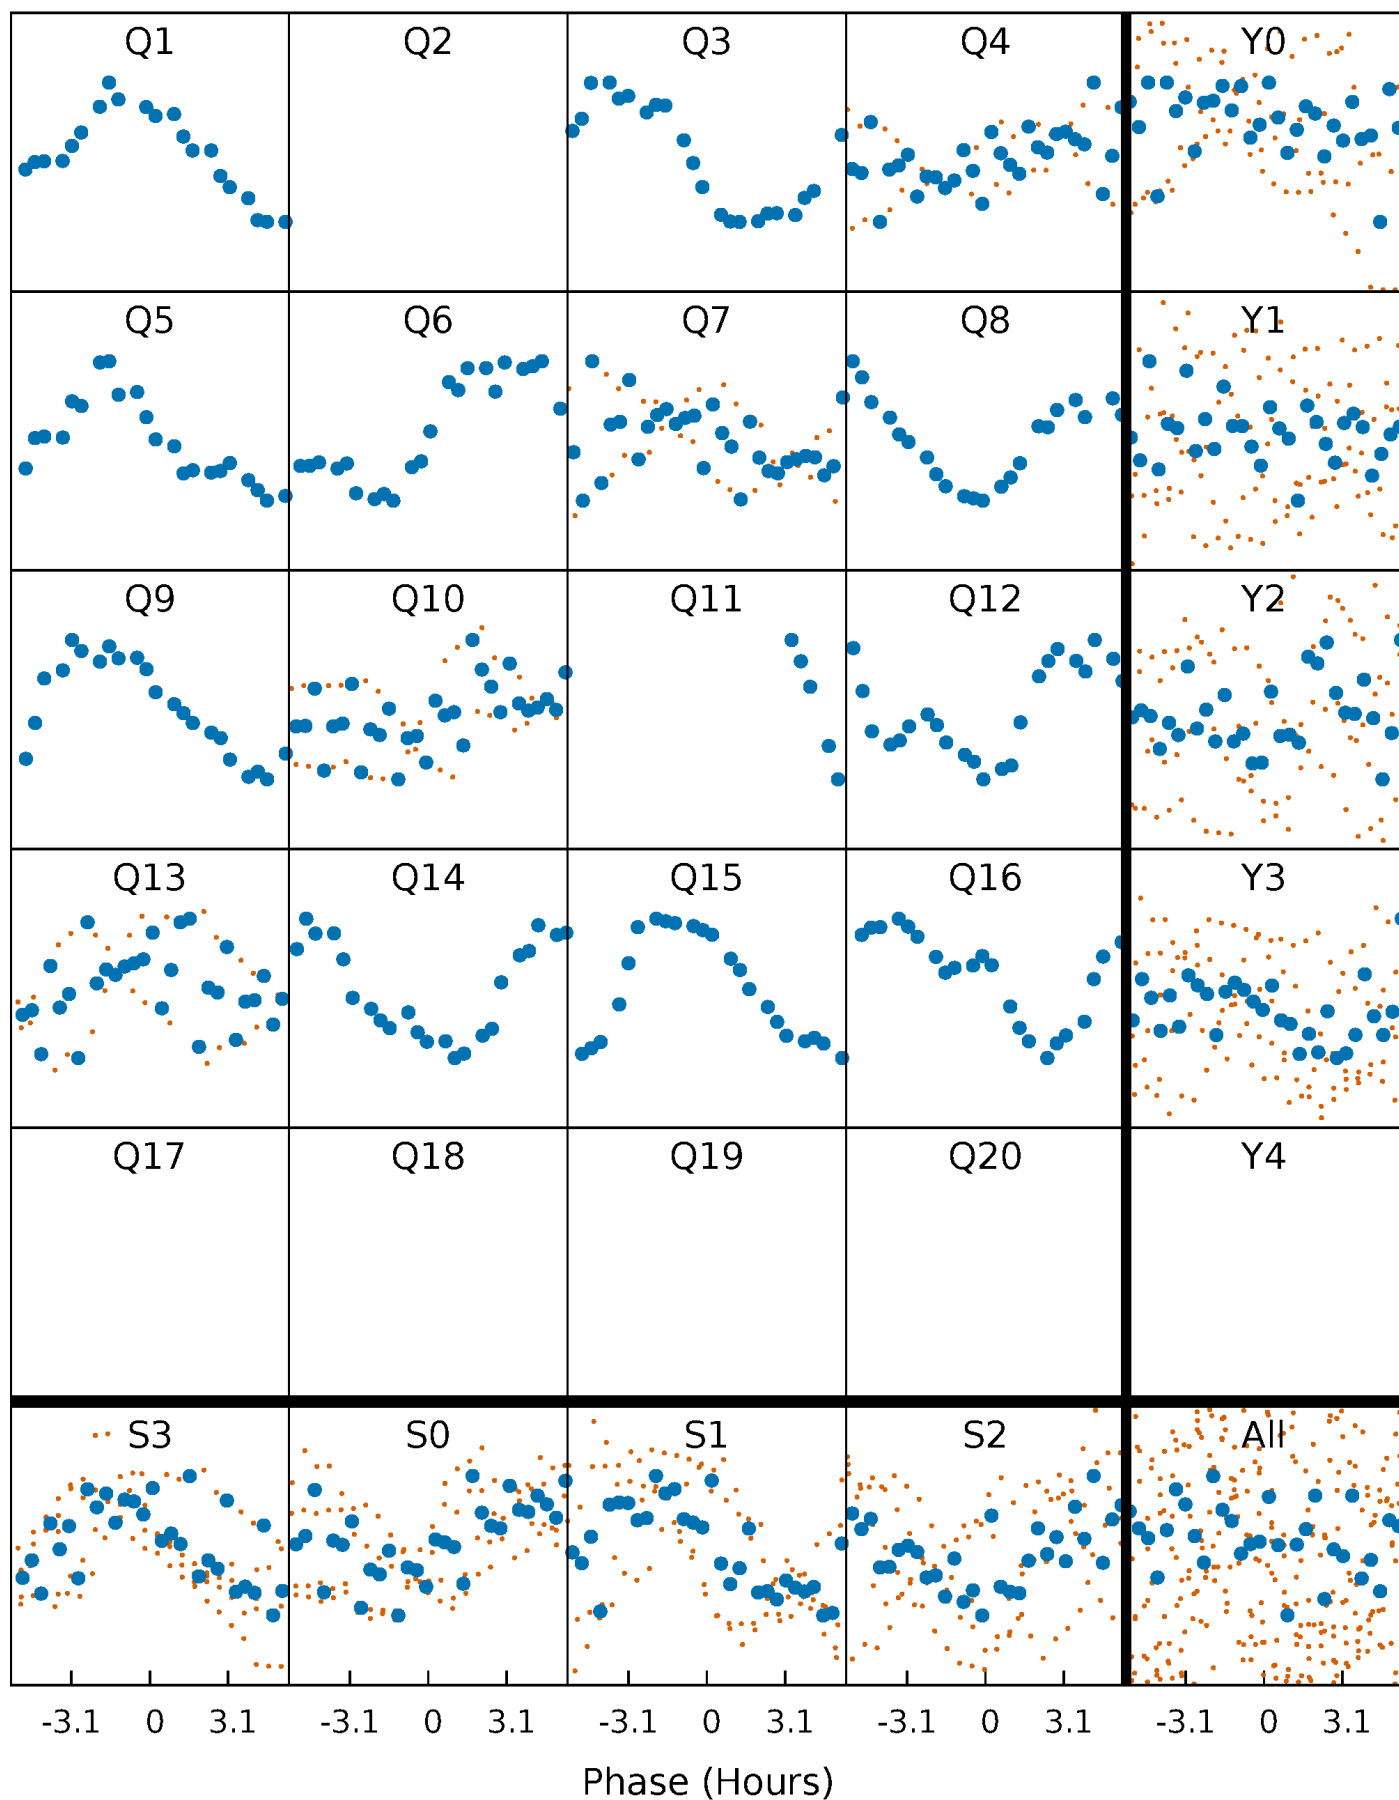 Q1 Q2 Q3 Q4 Y0
Q5 Q6 Q7 Q8 Y1
Q9 Q10 Q11 Q12 Y2
Q13 Q14 Q15 Q16 Y3
Q17 Q18 Q19 Q20 Y4
S3 S0 S1 S2 All
-3.1 0 3.1 -3.1 0 3.1 -3.1 0 3.1 -3.1 0 3.1 -3.1 0 3.1
Phase (Hours)